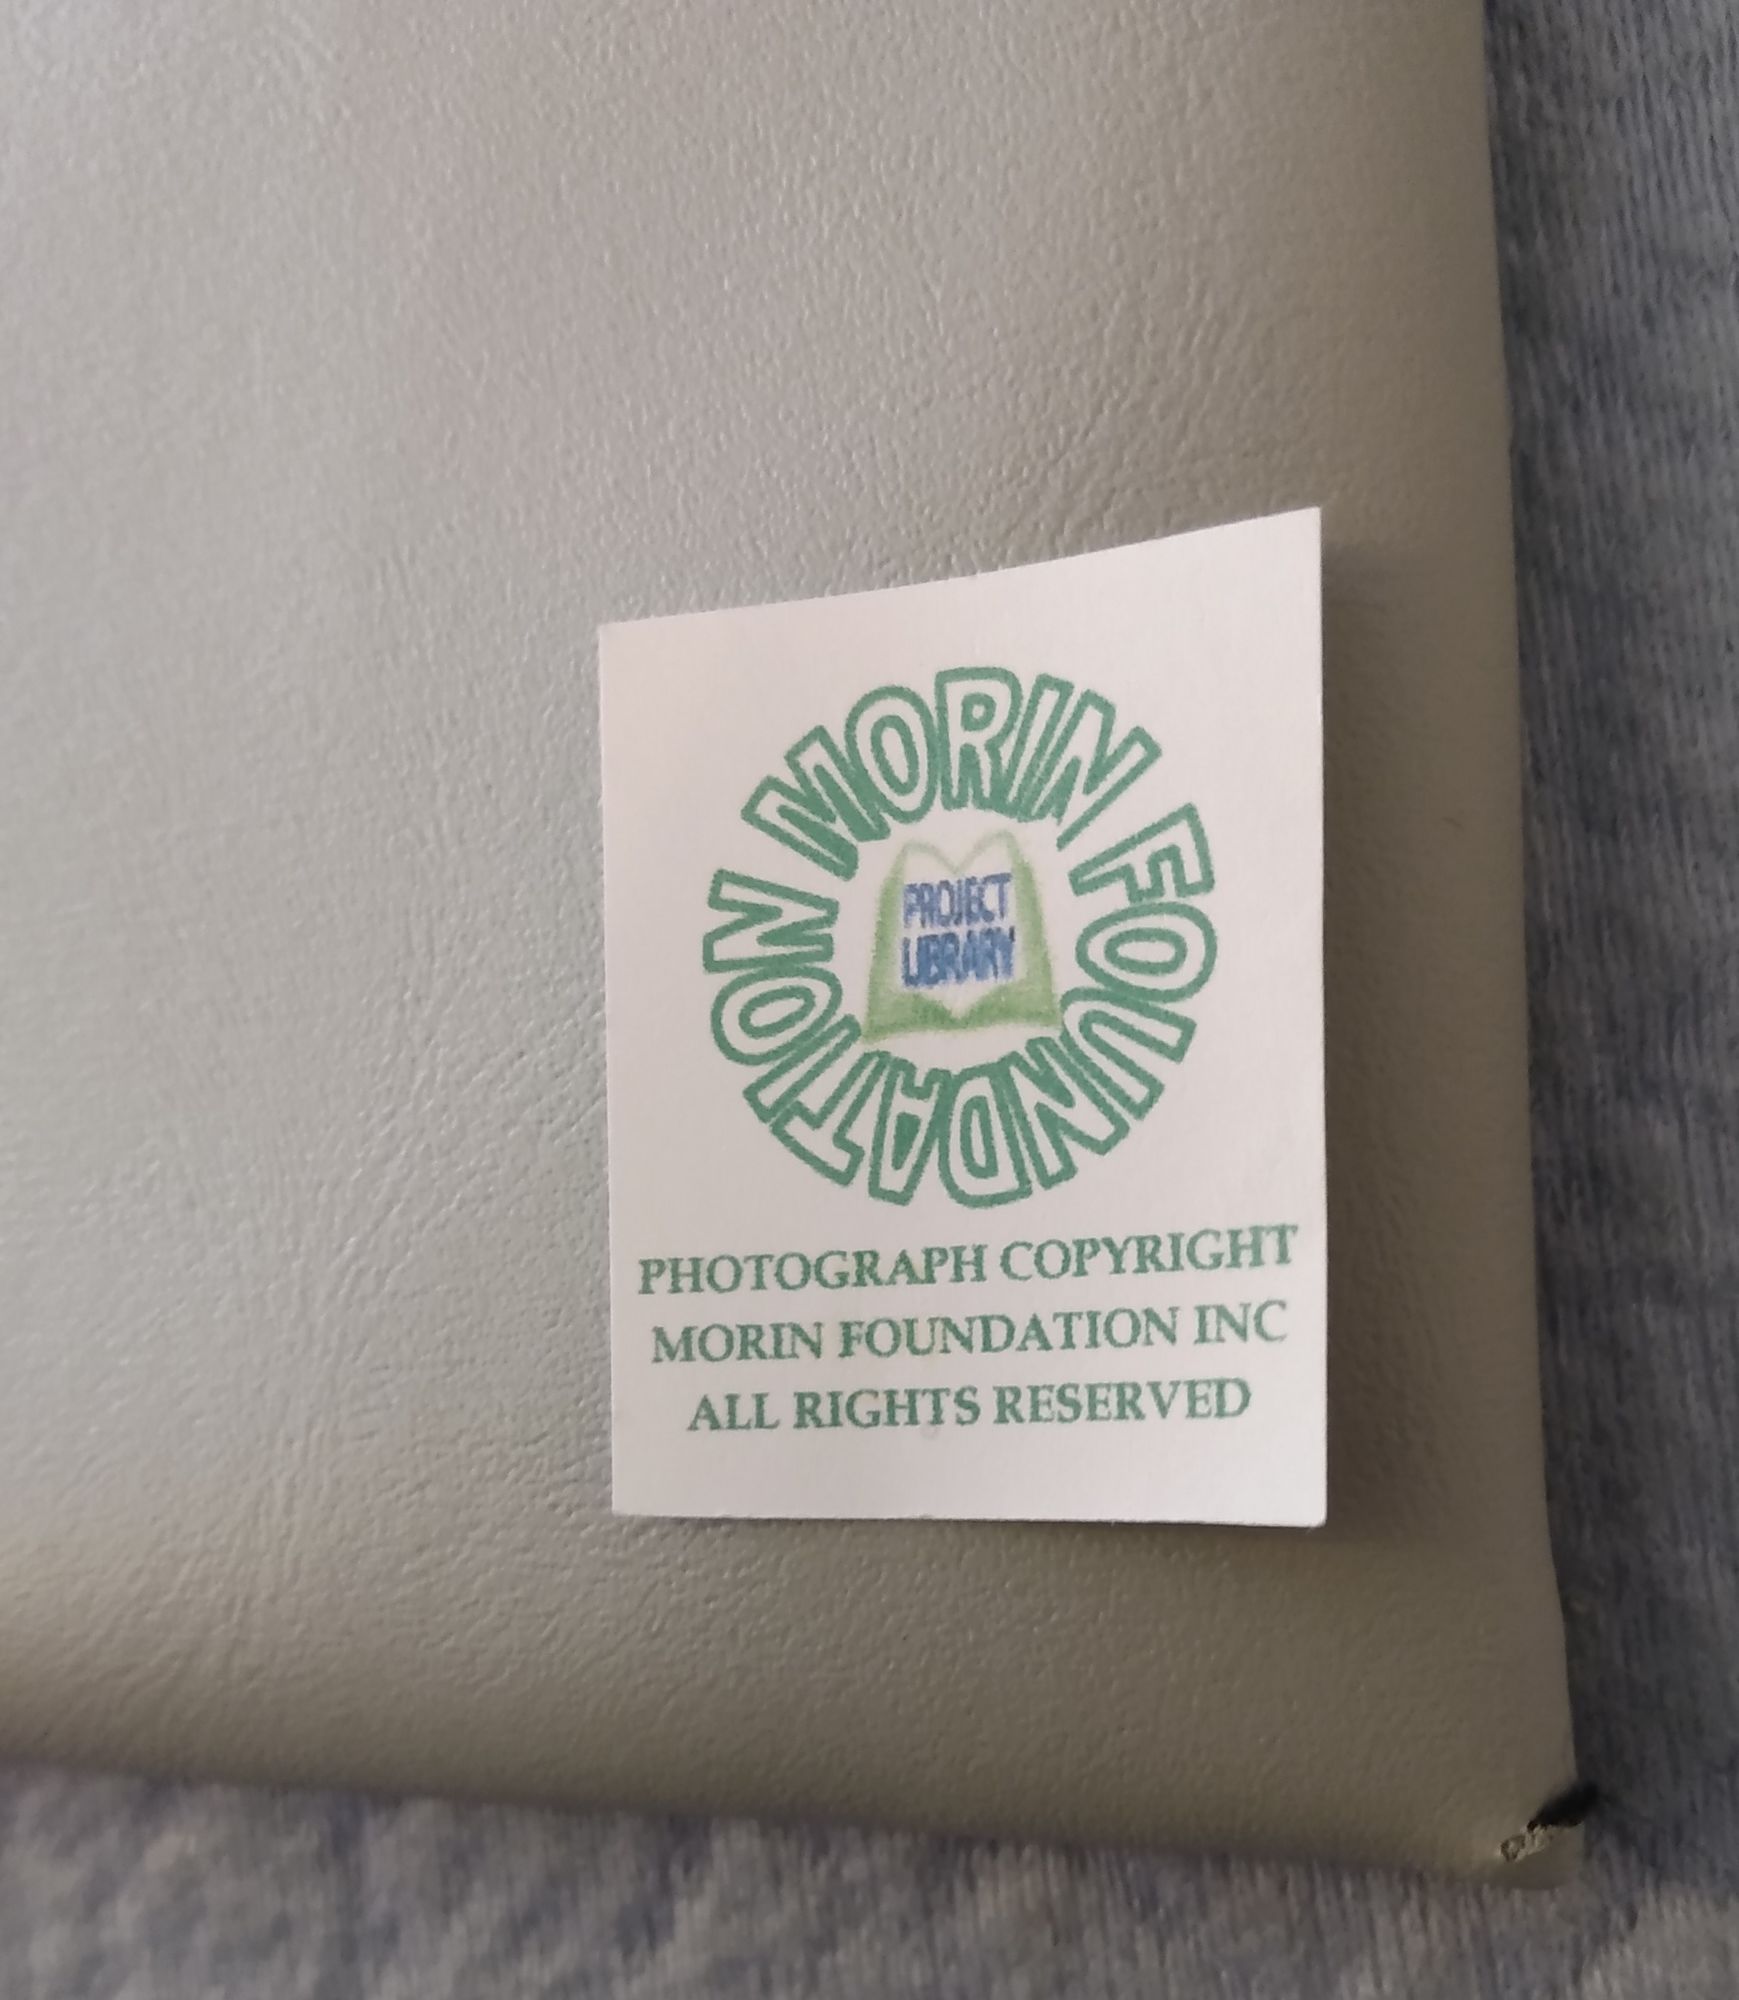 MORIN FOUNDATION
PROJECT
LIBRARY
PHOTOGRAPH COPYRIGHT
MORIN FOUNDATION INC
ALL RIGHTS RESERVED